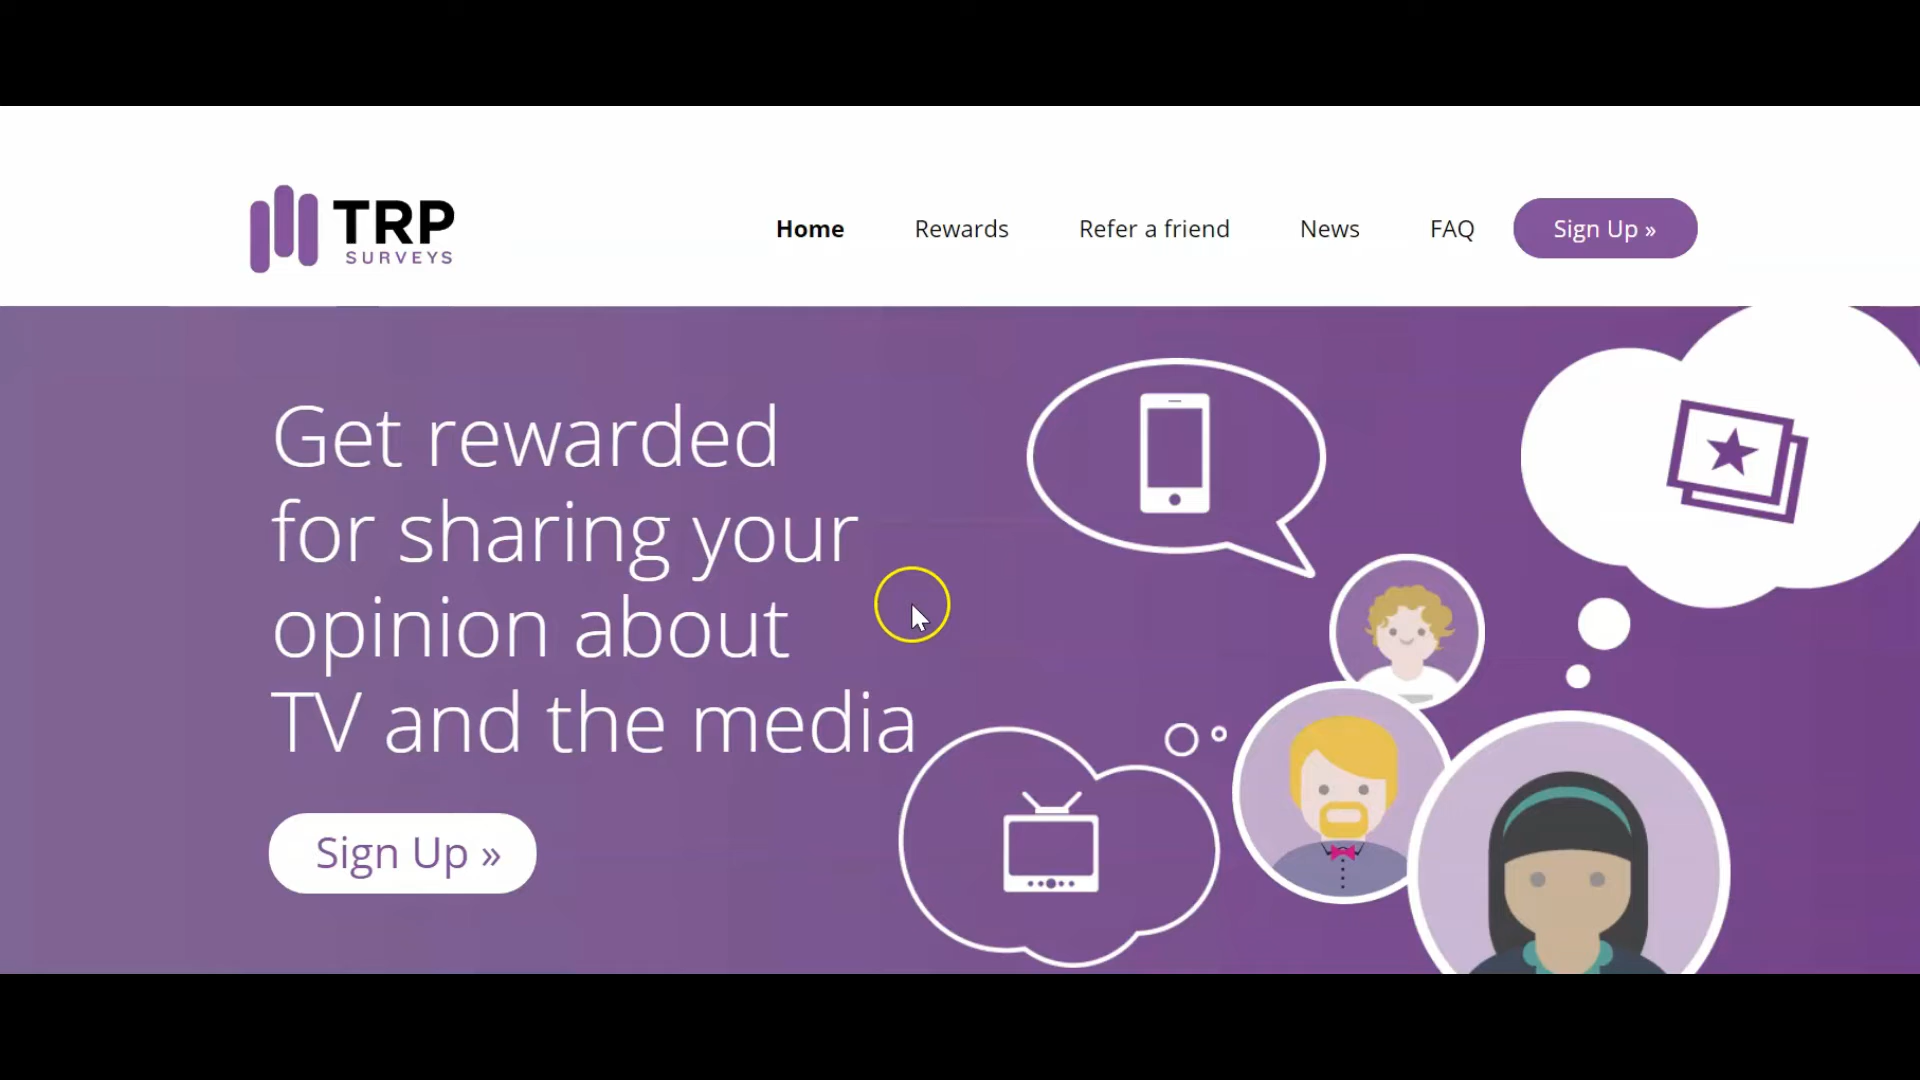 TRP
SURVEYS
Home Rewards Refer a friend News FAQ Sign Up »
Get rewarded
for sharing your
opinion about
TV and the media
Sign Up »